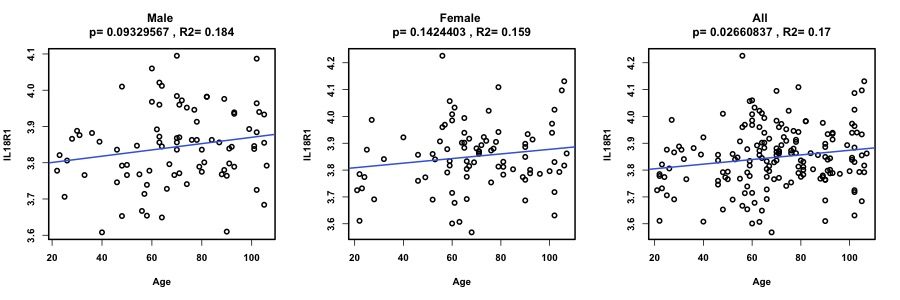 Male
p= 0.09329567 , R2= 0.184
IL18R1
4.1
4.0
3.9
3.8
3.7
3.6
20 40 60 80 100
Age
Female
p= 0.1424403 , R2= 0.159
IL18R1
4.2
4.1
4.0
3.9
3.8
3.7
3.6
20 40 60 80 100
Age
All
p= 0.02660837 , R2= 0.17
IL18R1
4.2
4.1
4.0
3.9
3.8
3.7
3.6
20 40 60 80 100
Age